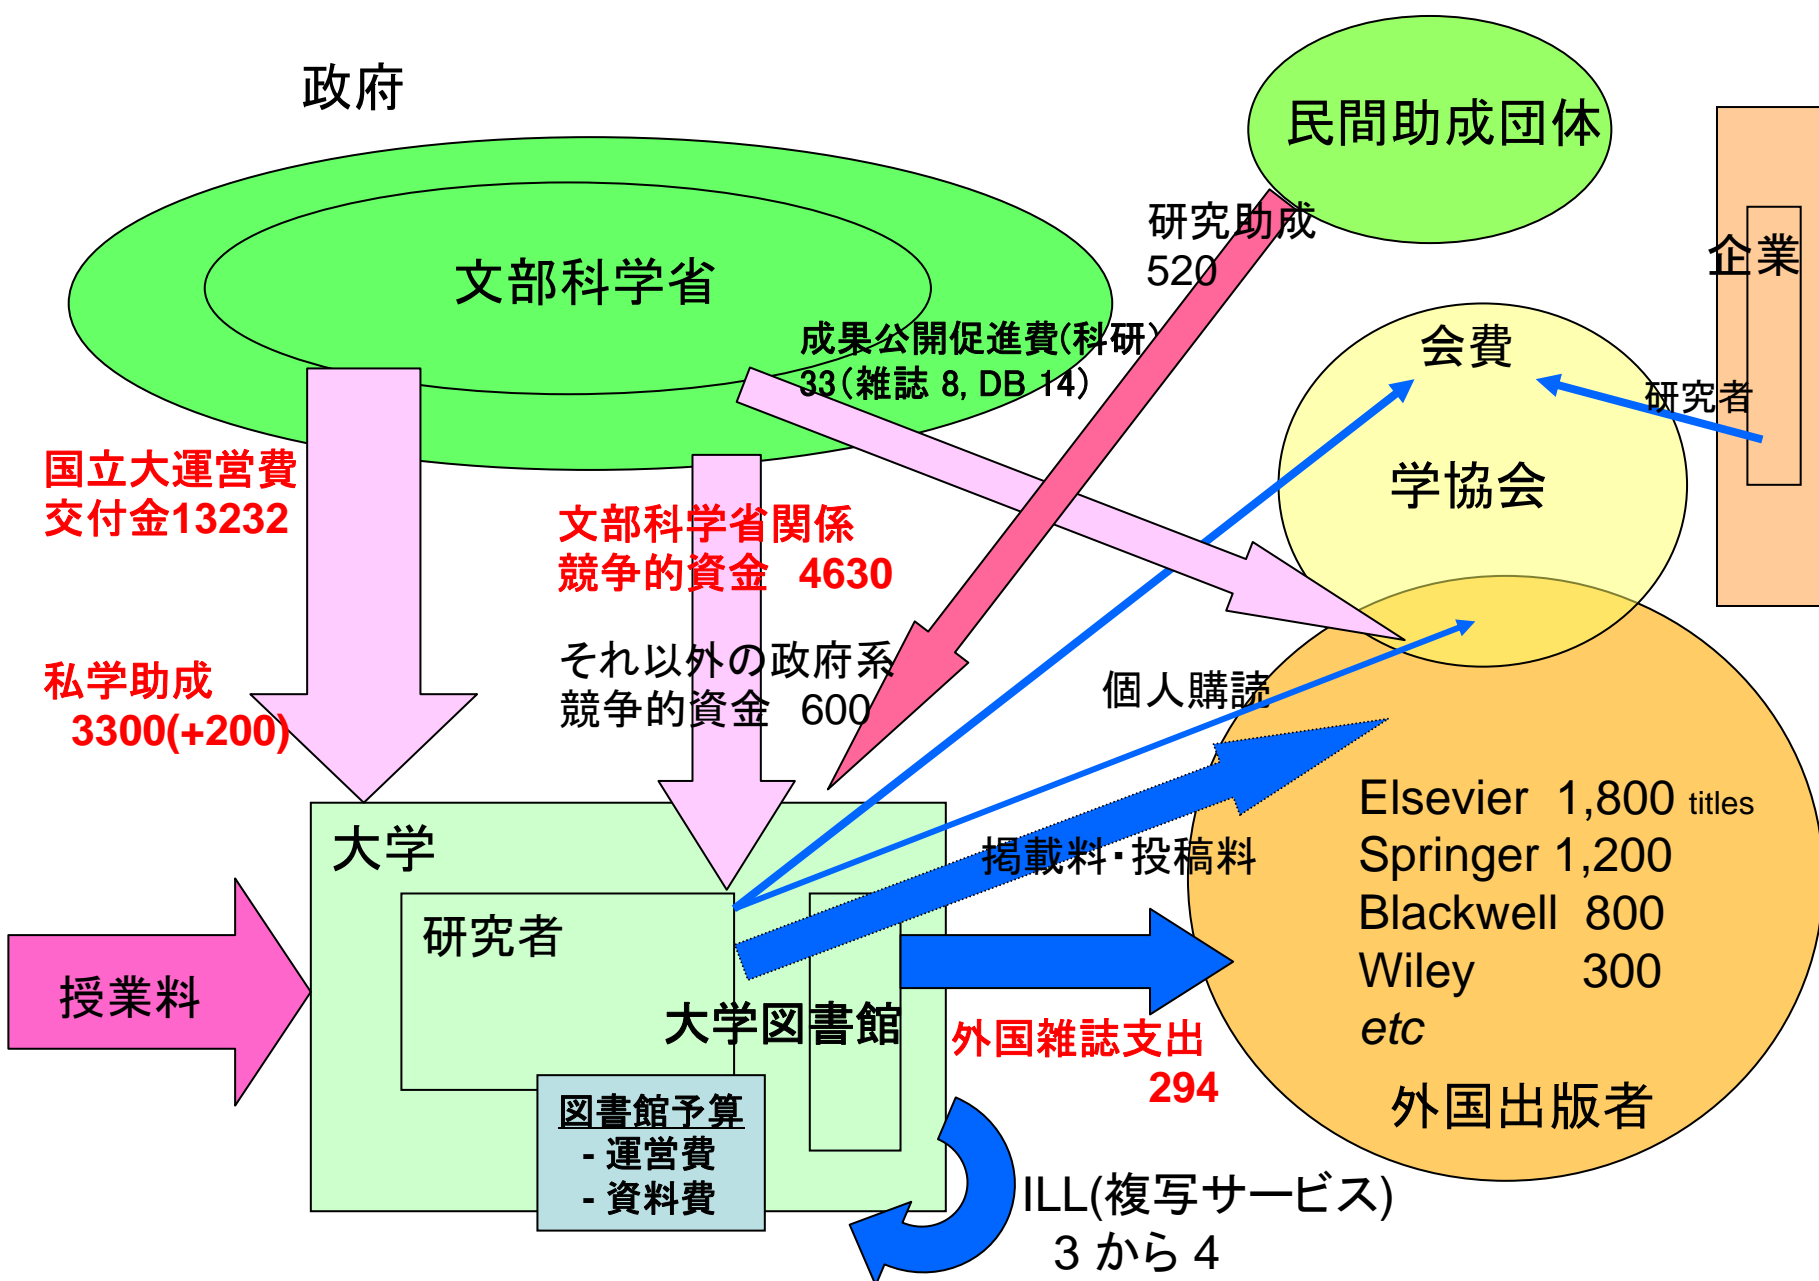 政府
民間助成団体
企業
研究助成
520
文部科学省
成果公開促進費(科研)
33(雑誌 8, DB 14)
会費
研究者
学協会
国立大運営費
交付金13232
文部科学省関係
競争的資金 4630
私学助成
3300(+200)
それ以外の政府系
競争的資金 600
個人購読
Elsevier 1,800 titles
Springer 1,200
Blackwell 800
Wiley 300
etc
外国出版者
大学
掲載料・投稿料
研究者
授業料
大学図書館
外国雑誌支出
294
図書館予算
- 運営費
- 資料費
ILL(複写サービス)
3 から 4